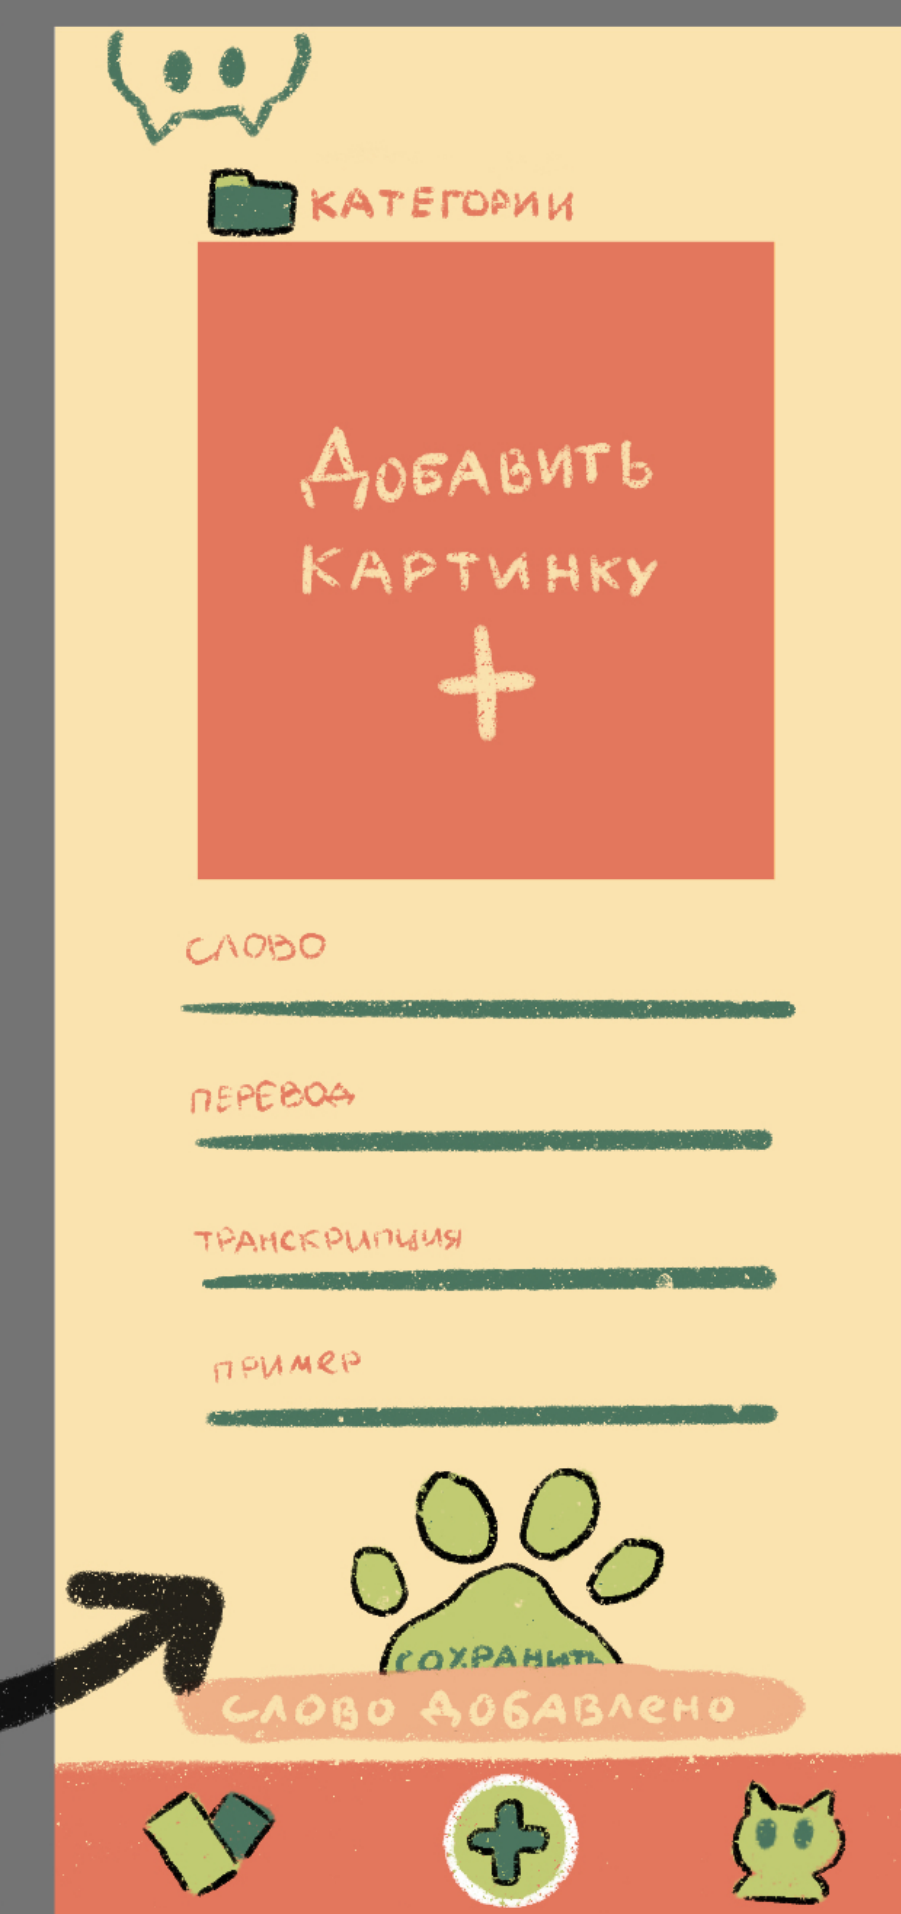 КАТЕГОРИИ
ДОБАВИТЬ
КАРТИНКУ
+
СЛОВО
ПЕРЕВОД
ТРАНСКРИПЦИЯ
ПРИМеР
СОХРАНИТЬ
СЛОВО ДОБАВЛеНО